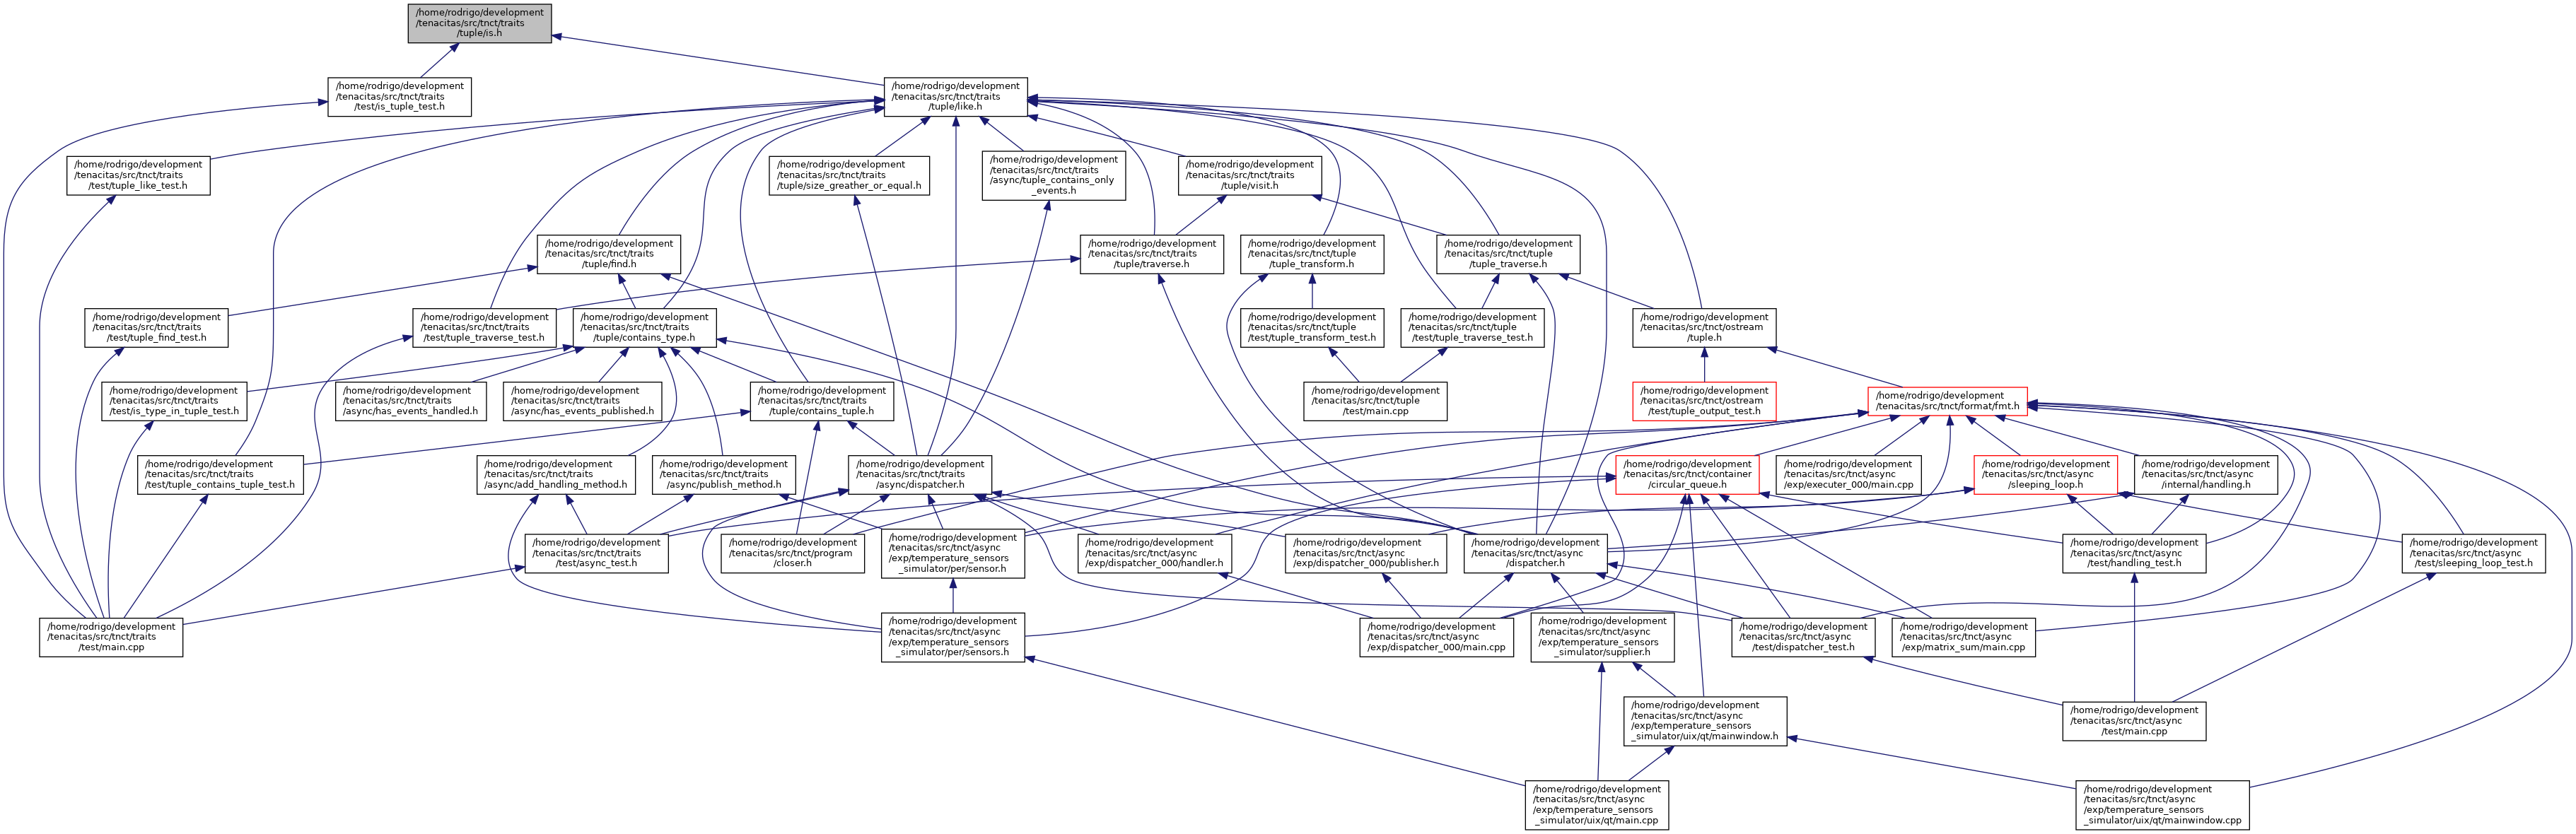 /home/rodrigo/development
/tenacitas/src/tnct/traits
/tuple/is.h
/home/rodrigo/development
/tenacitas/src/tnct/traits
/test/is_tuple_test.h
/home/rodrigo/development
/tenacitas/src/tnct/traits
/tuple/like.h
/home/rodrigo/development
/tenacitas/src/tnct/traits
/test/tuple_like_test.h
/home/rodrigo/development
/tenacitas/src/tnct/traits
/tuple/size_greather_or_equal.h
/home/rodrigo/development
/tenacitas/src/tnct/traits
/async/tuple_contains_only
_events.h
/home/rodrigo/development
/tenacitas/src/tnct/traits
/tuple/visit.h
/home/rodrigo/development
/tenacitas/src/tnct/traits
/tuple/find.h
/home/rodrigo/development
/tenacitas/src/tnct/traits
/tuple/traverse.h
/home/rodrigo/development
/tenacitas/src/tnct/tuple
/tuple_transform.h
/home/rodrigo/development
/tenacitas/src/tnct/tuple
/tuple_traverse.h
/home/rodrigo/development
/tenacitas/src/tnct/traits
/test/tuple_find_test.h
/home/rodrigo/development
/tenacitas/src/tnct/traits
/test/tuple_traverse_test.h
/home/rodrigo/development
/tenacitas/src/tnct/traits
/tuple/contains_type.h
/home/rodrigo/development
/tenacitas/src/tnct/tuple
/test/tuple_transform_test.h
/home/rodrigo/development
/tenacitas/src/tnct/tuple
/test/tuple_traverse_test.h
/home/rodrigo/development
/tenacitas/src/tnct/ostream
/tuple.h
/home/rodrigo/development
/tenacitas/src/tnct/traits
/test/is_type_in_tuple_test.h
/home/rodrigo/development
/tenacitas/src/tnct/traits
/async/has_events_handled.h
/home/rodrigo/development
/tenacitas/src/tnct/traits
/async/has_events_published.h
/home/rodrigo/development
/tenacitas/src/tnct/traits
/tuple/contains_tuple.h
/home/rodrigo/development
/tenacitas/src/tnct/tuple
/test/main.cpp
/home/rodrigo/development
/tenacitas/src/tnct/ostream
/test/tuple_output_test.h
/home/rodrigo/development
/tenacitas/src/tnct/format/fmt.h
/home/rodrigo/development
/tenacitas/src/tnct/traits
/test/tuple_contains_tuple_test.h
/home/rodrigo/development
/tenacitas/src/tnct/traits
/async/add_handling_method.h
/home/rodrigo/development
/tenacitas/src/tnct/traits
/async/publish_method.h
/home/rodrigo/development
/tenacitas/src/tnct/traits
/async/dispatcher.h
/home/rodrigo/development
/tenacitas/src/tnct/container
/circular_queue.h
/home/rodrigo/development
/tenacitas/src/tnct/async
/exp/executer_000/main.cpp
/home/rodrigo/development
/tenacitas/src/tnct/async
/sleeping_loop.h
/home/rodrigo/development
/tenacitas/src/tnct/async
/internal/handling.h
/home/rodrigo/development
/tenacitas/src/tnct/traits
/test/async_test.h
/home/rodrigo/development
/tenacitas/src/tnct/program
/closer.h
/home/rodrigo/development
/tenacitas/src/tnct/async
/exp/temperature_sensors
_simulator/per/sensor.h
/home/rodrigo/development
/tenacitas/src/tnct/async
/exp/dispatcher_000/handler.h
/home/rodrigo/development
/tenacitas/src/tnct/async
/exp/dispatcher_000/publisher.h
/home/rodrigo/development
/tenacitas/src/tnct/async
/dispatcher.h
/home/rodrigo/development
/tenacitas/src/tnct/async
/test/handling_test.h
/home/rodrigo/development
/tenacitas/src/tnct/async
/test/sleeping_loop_test.h
/home/rodrigo/development
/tenacitas/src/tnct/traits
/test/main.cpp
/home/rodrigo/development
/tenacitas/src/tnct/async
/exp/temperature_sensors
_simulator/per/sensors.h
/home/rodrigo/development
/tenacitas/src/tnct/async
/exp/dispatcher_000/main.cpp
/home/rodrigo/development
/tenacitas/src/tnct/async
/exp/temperature_sensors
_simulator/supplier.h
/home/rodrigo/development
/tenacitas/src/tnct/async
/test/dispatcher_test.h
/home/rodrigo/development
/tenacitas/src/tnct/async
/exp/matrix_sum/main.cpp
/home/rodrigo/development
/tenacitas/src/tnct/async
/exp/temperature_sensors
_simulator/uix/qt/mainwindow.h
/home/rodrigo/development
/tenacitas/src/tnct/async
/test/main.cpp
/home/rodrigo/development
/tenacitas/src/tnct/async
/exp/temperature_sensors
_simulator/uix/qt/main.cpp
/home/rodrigo/development
/tenacitas/src/tnct/async
/exp/temperature_sensors
_simulator/uix/qt/mainwindow.cpp